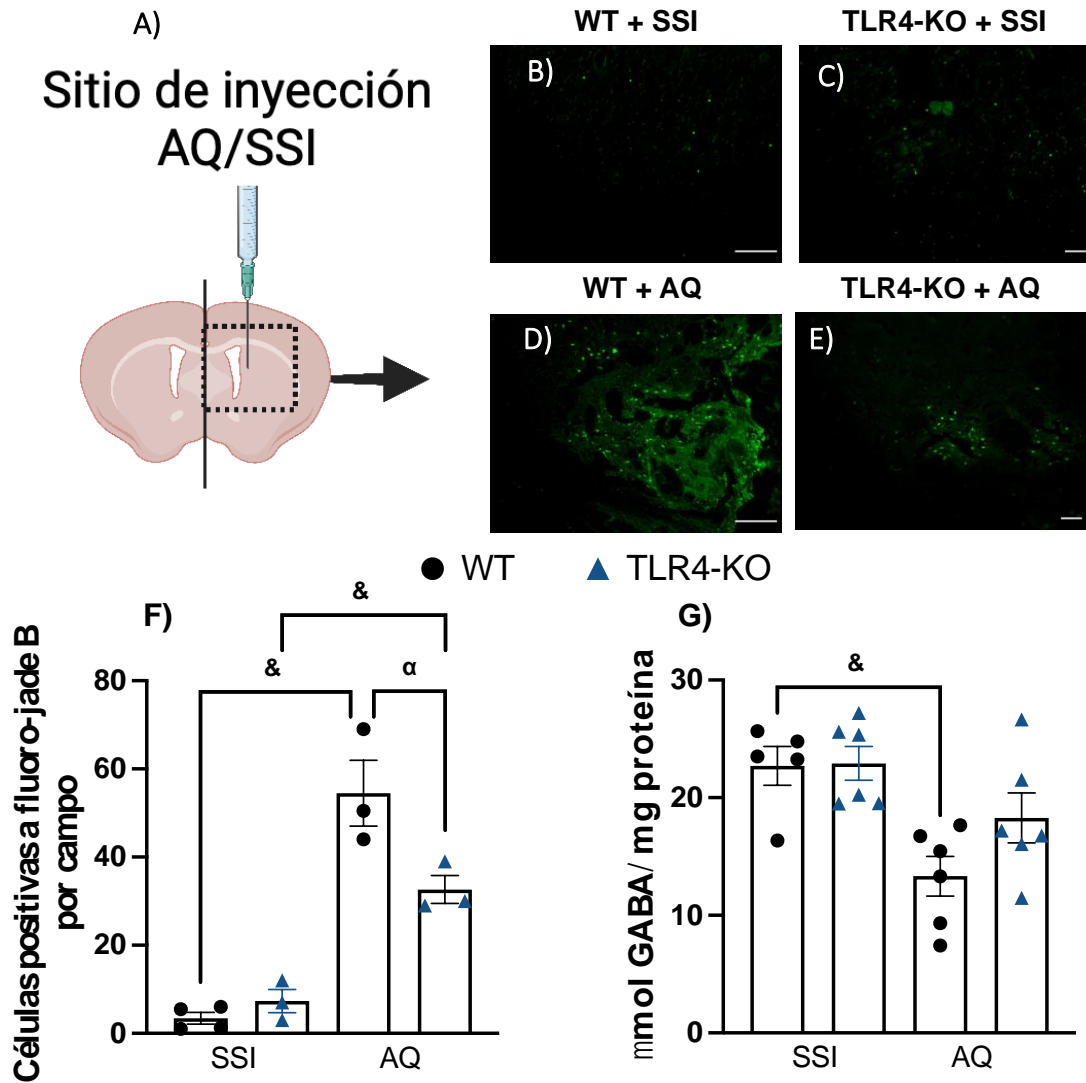 A)
Sitio de inyección
AQ/SSI
WT + SSI
TLR4-KO + SSI
B)
C)
WT + AQ
TLR4-KO + AQ
D)
E)
WT
TLR4-KO
F)
&
&
α
Células positivas a fluoro-jade B
por campo
80
60
40
20
0
SSI
AQ
G)
&
mmol GABA/ mg proteína
30
20
10
0
SSI
AQ